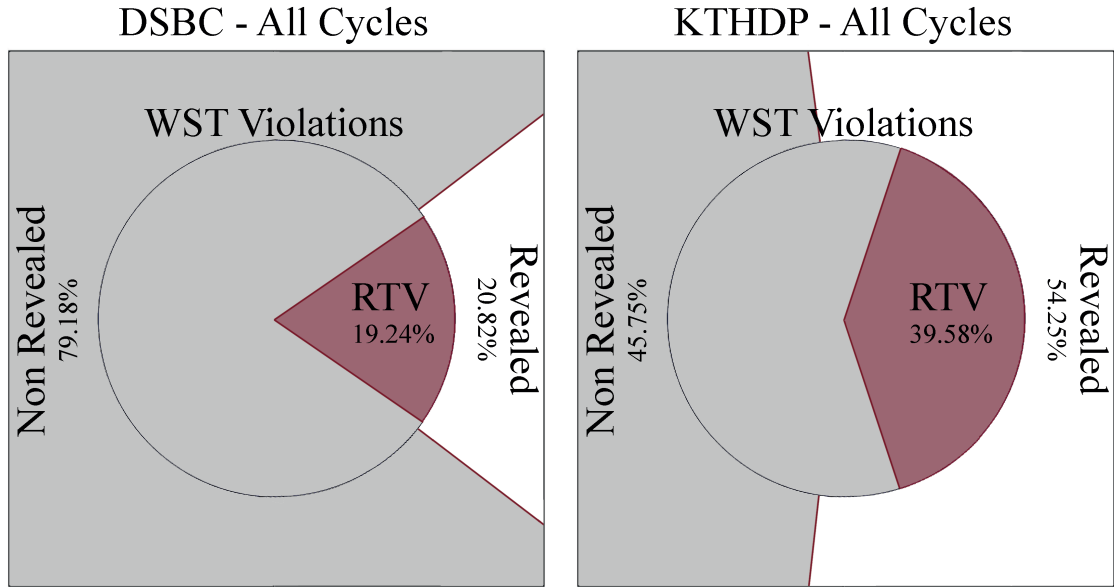 DSBC - All Cycles
WST Violations
Non Revealed
79.18%
RTV
19.24%
20.82%
Revealed
KTHDP - All Cycles
WST Violations
Non Revealed
45.75%
RTV
39.58%
54.25%
Revealed